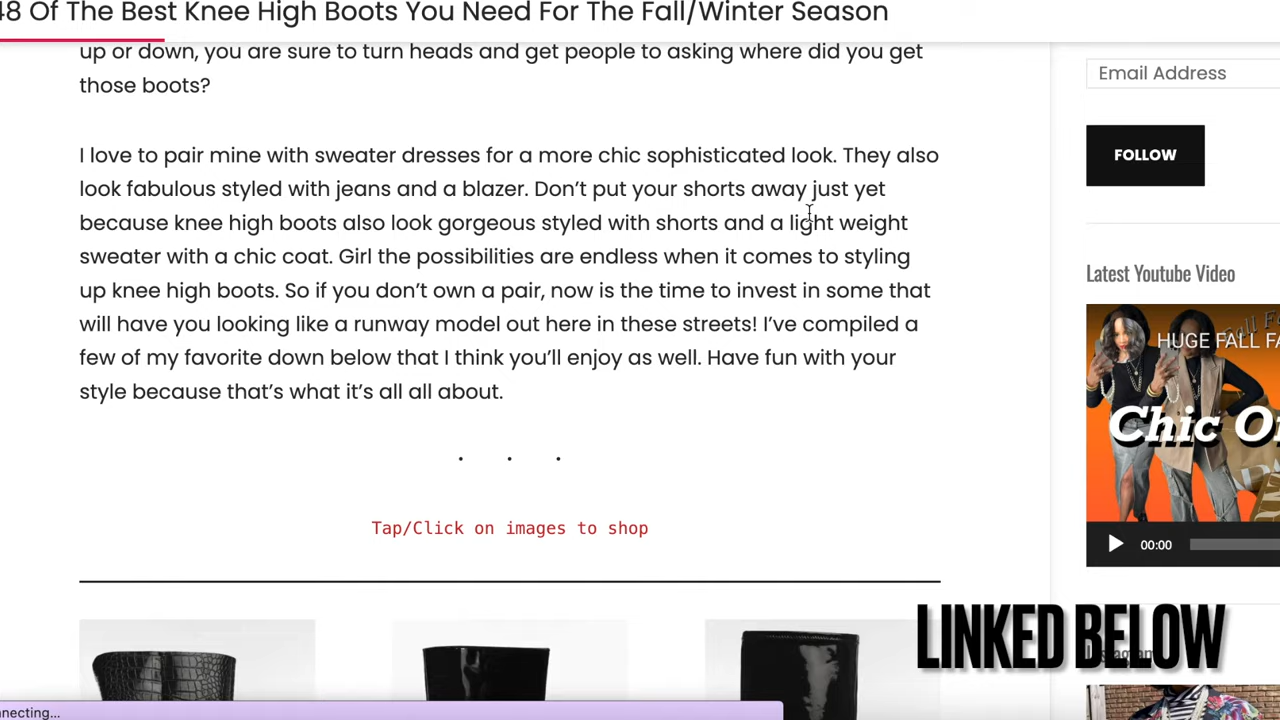 48 Of The Best Knee High Boots You Need For The Fall/Winter Season
up or down, you are sure to turn heads and get people to asking where did you get
those boots?
I love to pair mine with sweater dresses for a more chic sophisticated look. They also
look fabulous styled with jeans and a blazer. Don’t put your shorts away just yet
because knee high boots also look gorgeous styled with shorts and a light weight
sweater with a chic coat. Girl the possibilities are endless when it comes to styling
up knee high boots. So if you don’t own a pair, now is the time to invest in some that
will have you looking like a runway model out here in these streets! I’ve compiled a
few of my favorite down below that I think you’ll enjoy as well. Have fun with your
style because that’s what it’s all all about.
. . .
Tap/Click on images to shop
Email Address
FOLLOW
Latest Youtube Video
HUGE FALL FA
Chic O
00:00
LINKED BELOW
Instagram
nnecting...